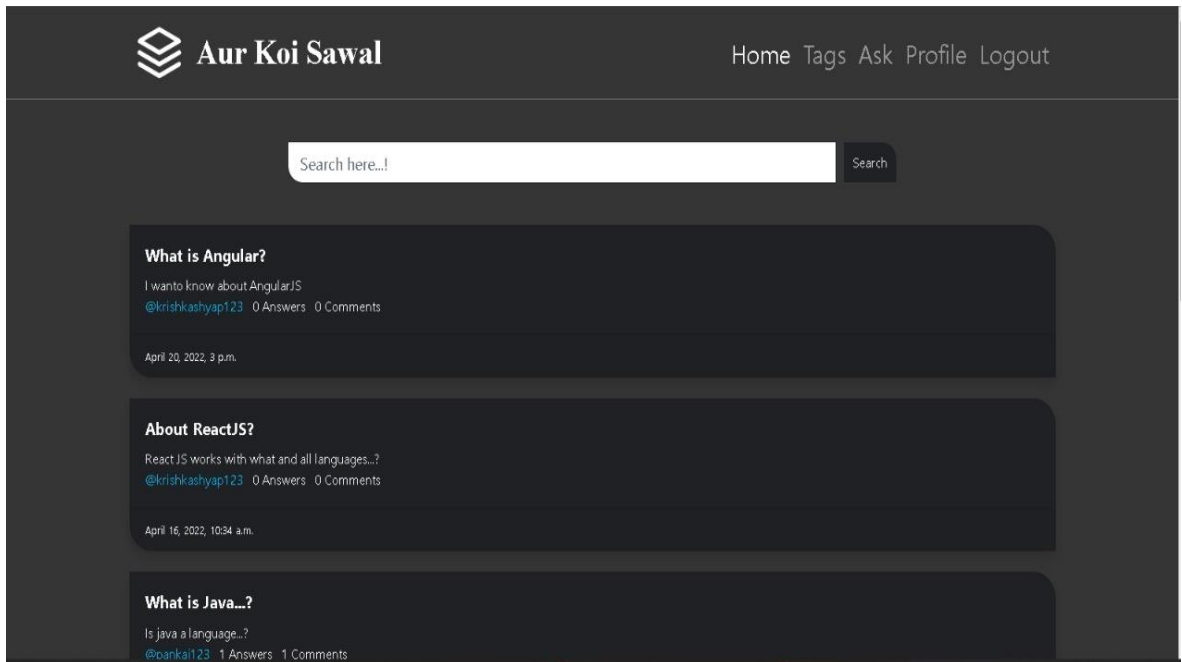 Aur Koi Sawal
Home Tags Ask Profile Logout
Search here...!
Search
What is Angular?
I wanto know about AngularJS
@krishkashyap123 0 Answers 0 Comments
April 20, 2022, 3 p.m.
About ReactJS?
React JS works with what and all languages...?
@krishkashyap123 0 Answers 0 Comments
April 16, 2022, 10:34 a.m.
What is Java...?
Is java a language...?
@pankaj123 1 Answers 1 Comments